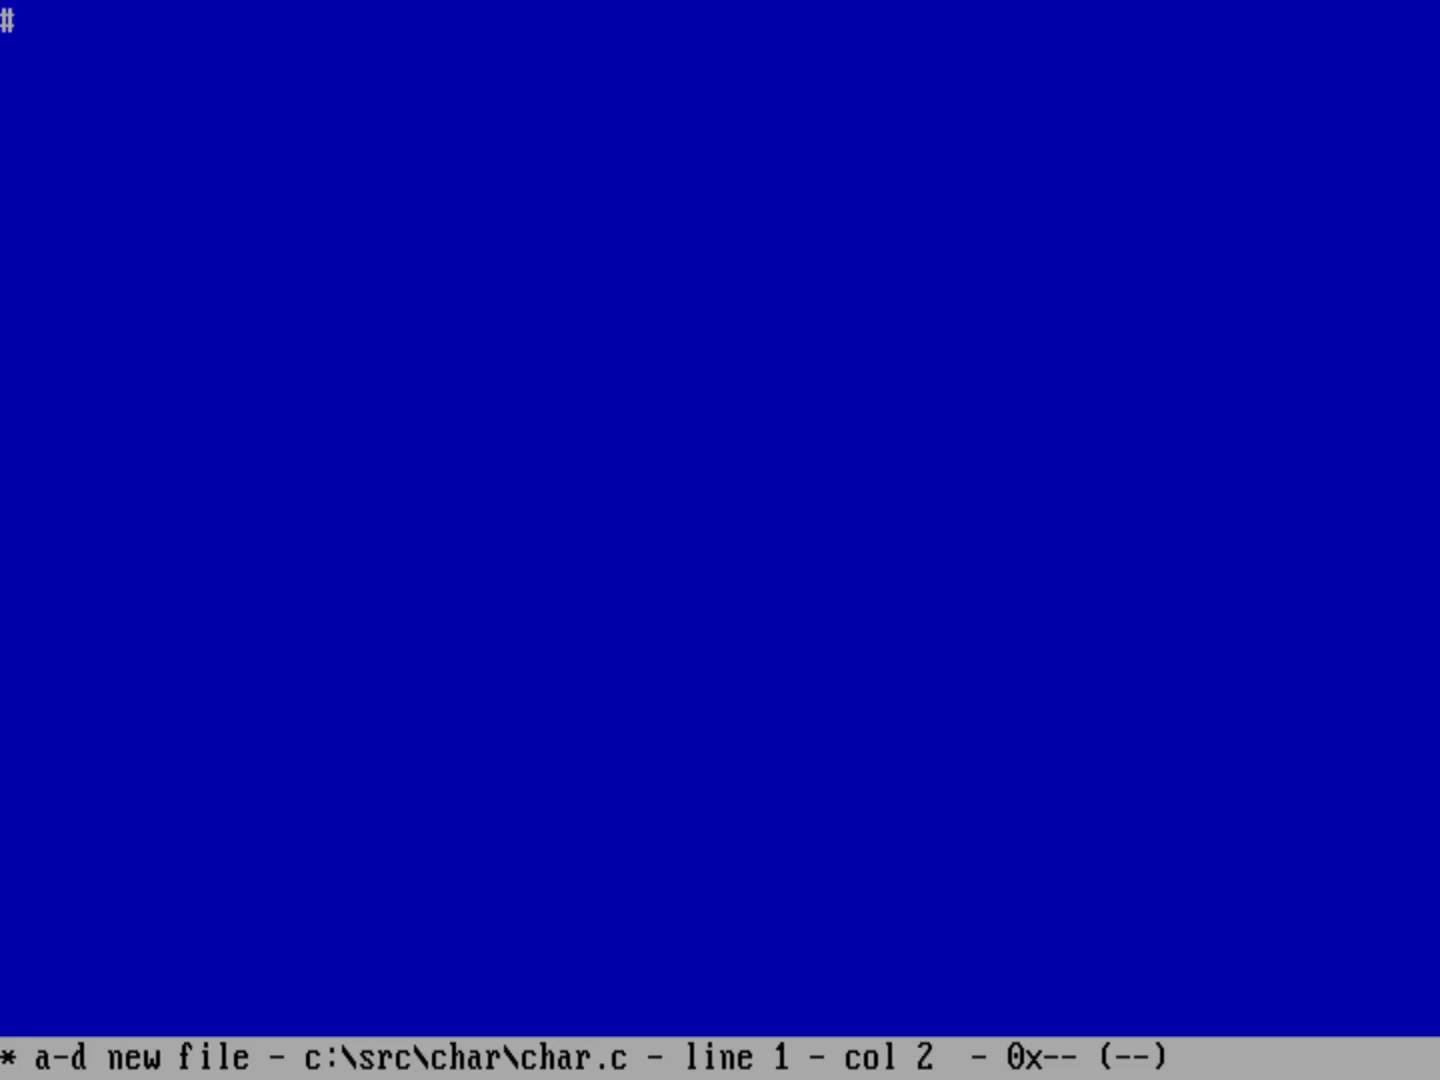 #
* a-d new file - c:\src\char\char.c - line 1 - col 2  - 0x-- (--)